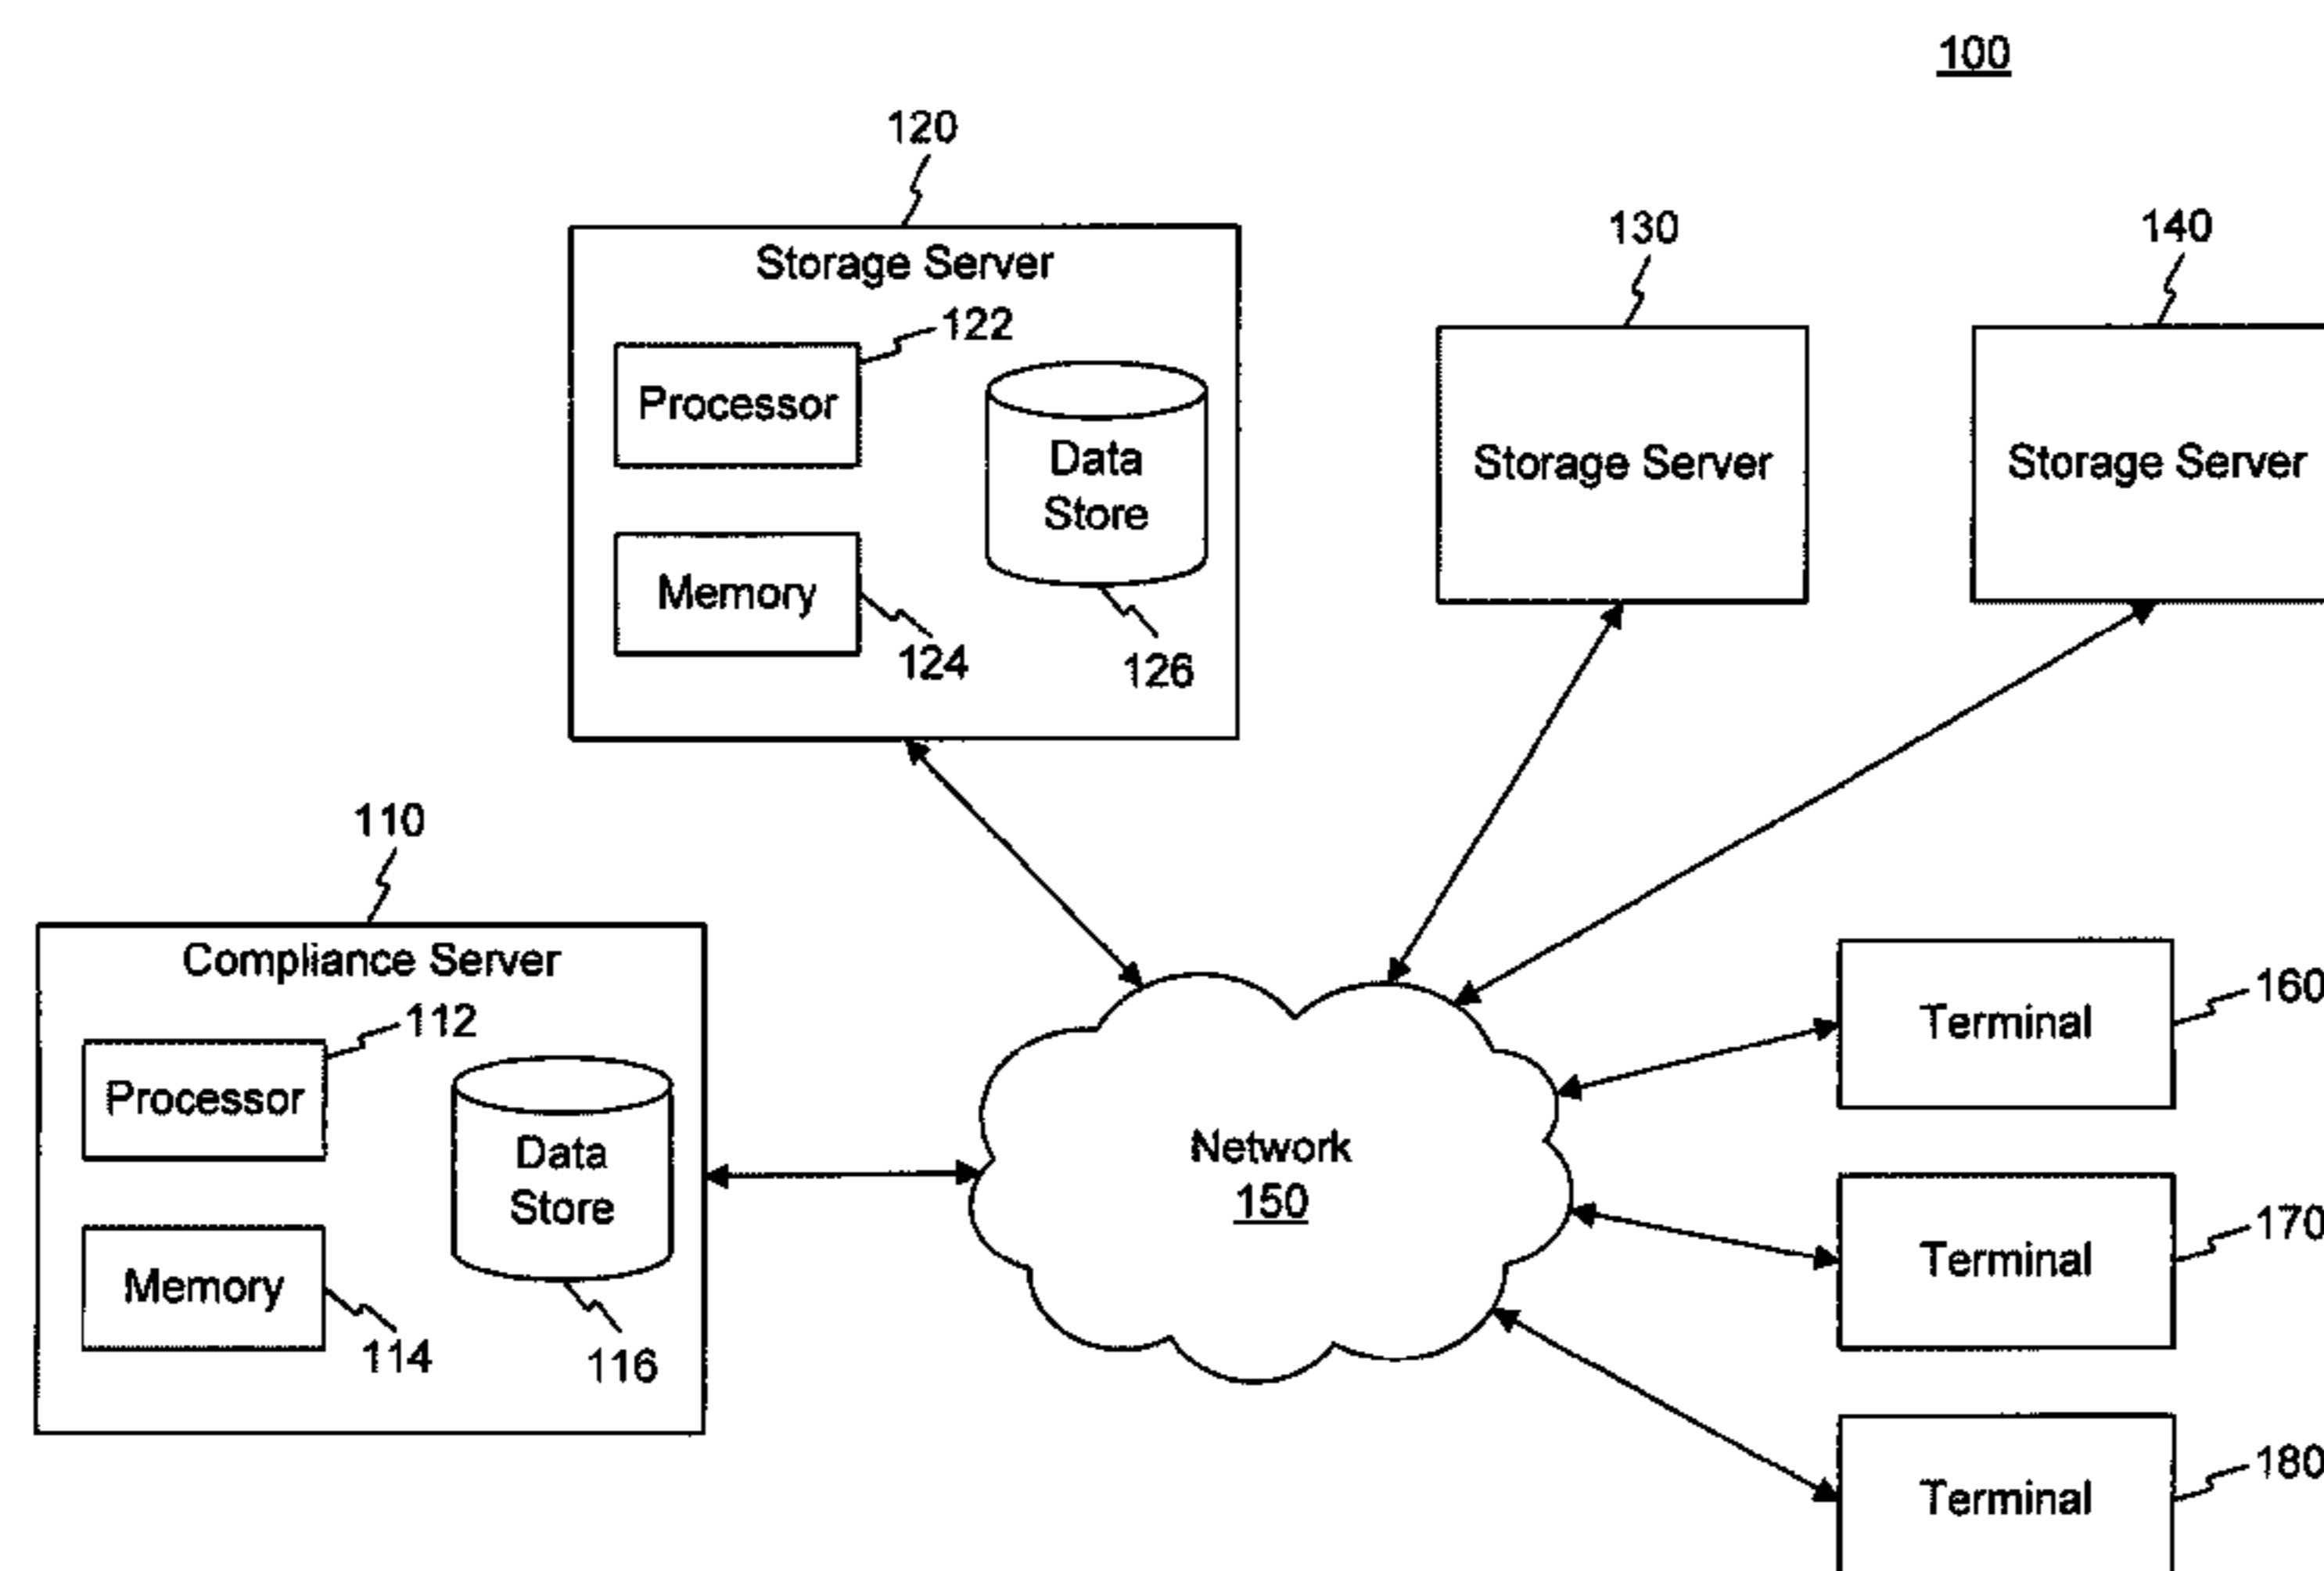 100
120
Storage Server
122
Processor
Data
Store
Memory
124
126
130
Storage Server
140
Storage Server
110
Compliance Server
112
Processor
Data
Store
Memory
114
116
Network
150
Terminal
160
Terminal
170
Terminal
180